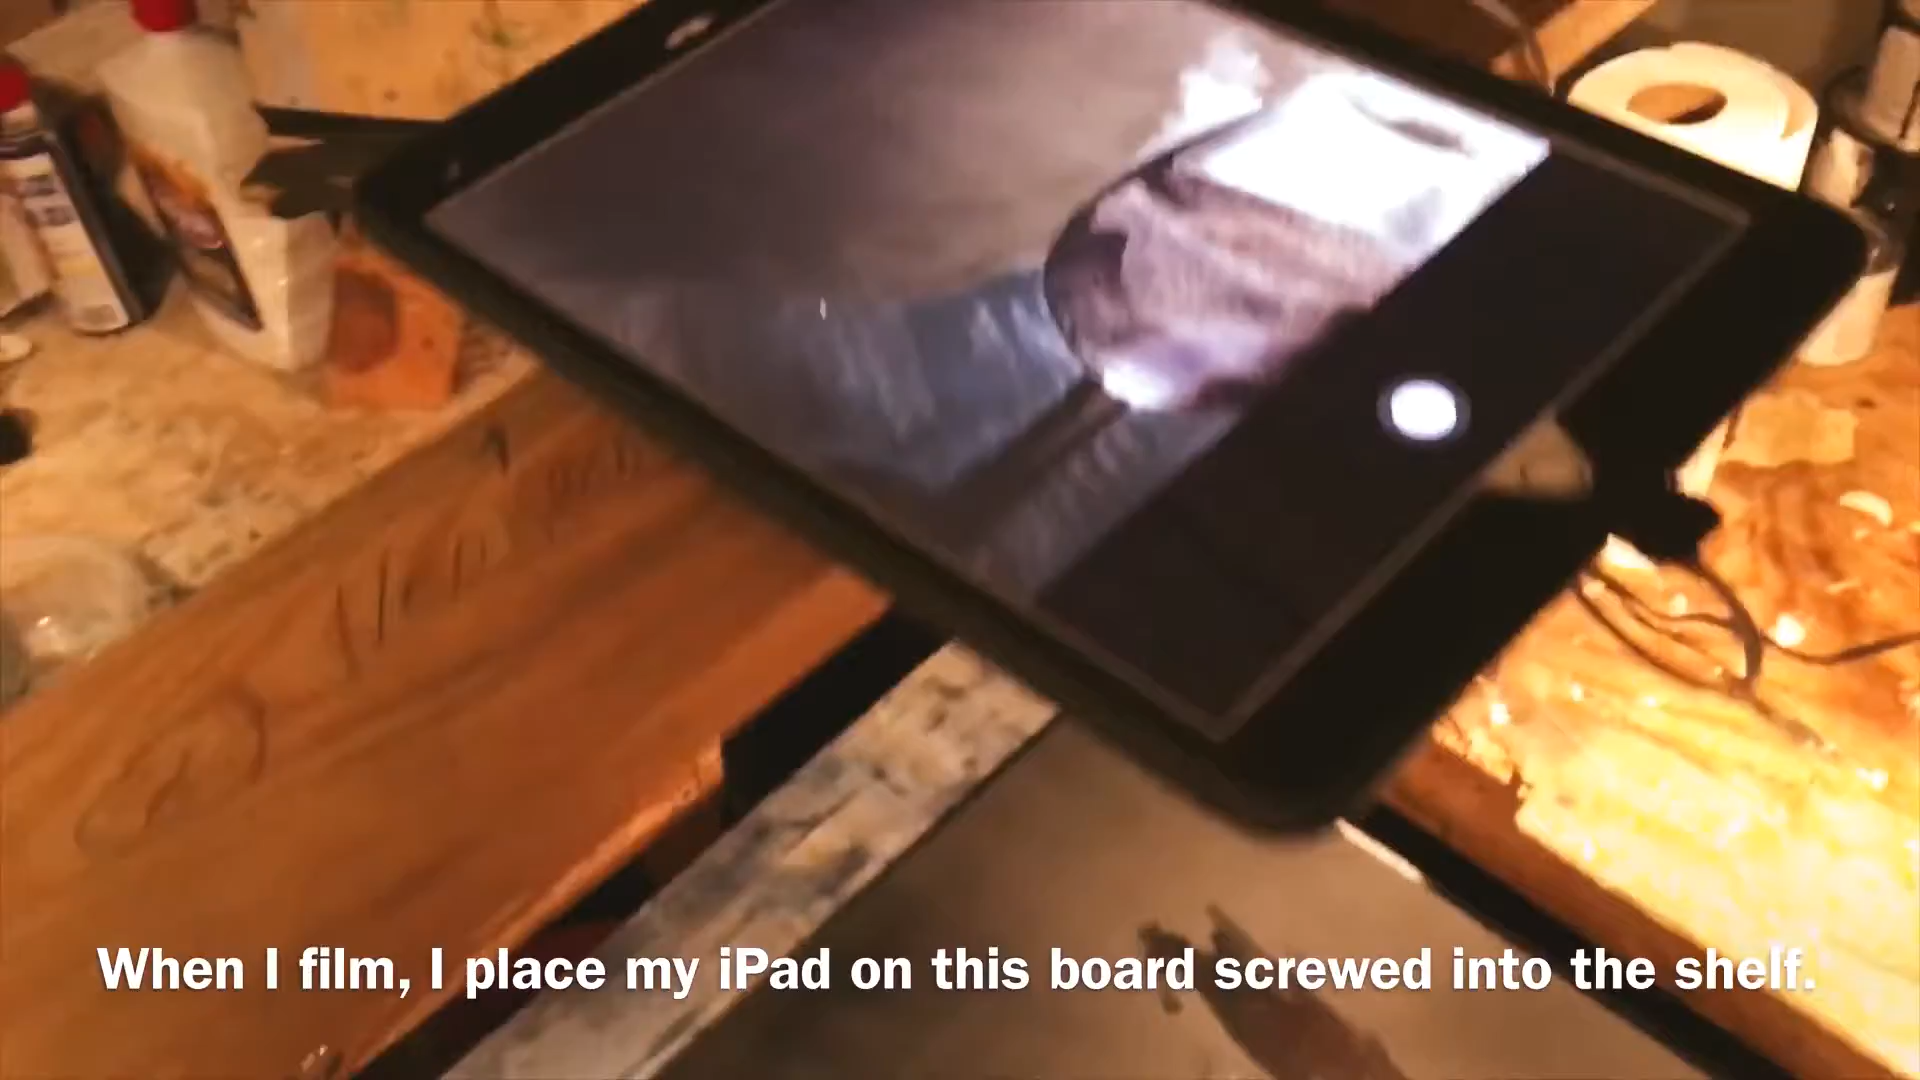 When I film, I place my iPad on this board screwed into the shelf.